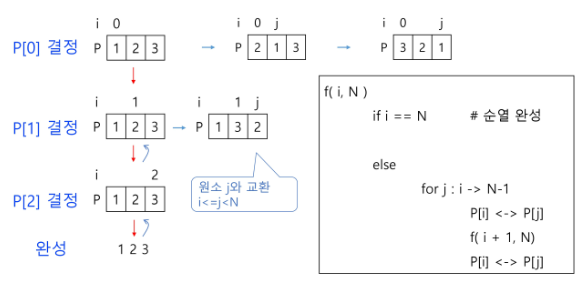 i 0
P[0] 결정 P 1 2 3 → i 0 j P 2 1 3 → i 0 j P 3 2 1
i 1
P[1] 결정 P 1 2 3 → i 1 j P 1 3 2
i 2
P[2] 결정 P 1 2 3
원소 j와 교환
i<=j<N
완성 1 2 3
f( i, N )
if i == N # 순열 완성
else
for j : i -> N-1
P[i] <-> P[j]
f( i + 1, N)
P[i] <-> P[j]